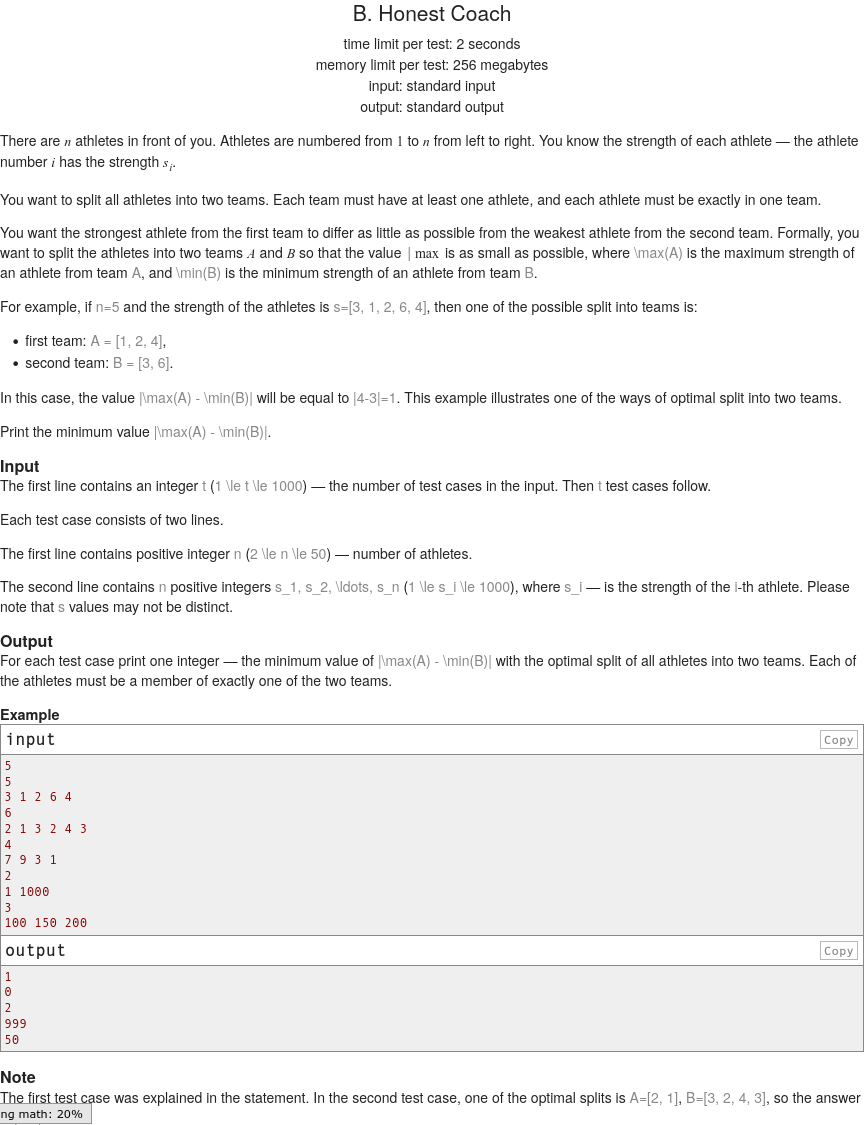 B. Honest Coach
time limit per test: 2 seconds
memory limit per test: 256 megabytes
input: standard input
output: standard output
There are n athletes in front of you. Athletes are numbered from 1 to n from left to right. You know the strength of each athlete — the athlete
number i has the strength s_i.
You want to split all athletes into two teams. Each team must have at least one athlete, and each athlete must be exactly in one team.
You want the strongest athlete from the first team to differ as little as possible from the weakest athlete from the second team. Formally, you
want to split the athletes into two teams A and B so that the value | max is as small as possible, where \max(A) is the maximum strength of
an athlete from team A, and \min(B) is the minimum strength of an athlete from team B.
For example, if n=5 and the strength of the athletes is s=[3, 1, 2, 6, 4], then one of the possible split into teams is:
• first team: A = [1, 2, 4],
• second team: B = [3, 6].
In this case, the value |\max(A) - \min(B)| will be equal to |4-3|=1. This example illustrates one of the ways of optimal split into two teams.
Print the minimum value |\max(A) - \min(B)|.
Input
The first line contains an integer t (1 \le t \le 1000) — the number of test cases in the input. Then t test cases follow.
Each test case consists of two lines.
The first line contains positive integer n (2 \le n \le 50) — number of athletes.
The second line contains n positive integers s_1, s_2, \ldots, s_n (1 \le s_i \le 1000), where s_i — is the strength of the i-th athlete. Please
note that s values may not be distinct.
Output
For each test case print one integer — the minimum value of |\max(A) - \min(B)| with the optimal split of all athletes into two teams. Each of
the athletes must be a member of exactly one of the two teams.
Example
input Copy
5
5
3 1 2 6 4
6
2 1 3 2 4 3
4
7 9 3 1
2
1 1000
3
100 150 200
output Copy
1
0
2
999
50
Note
The first test case was explained in the statement. In the second test case, one of the optimal splits is A=[2, 1], B=[3, 2, 4, 3], so the answer
ng math: 20%